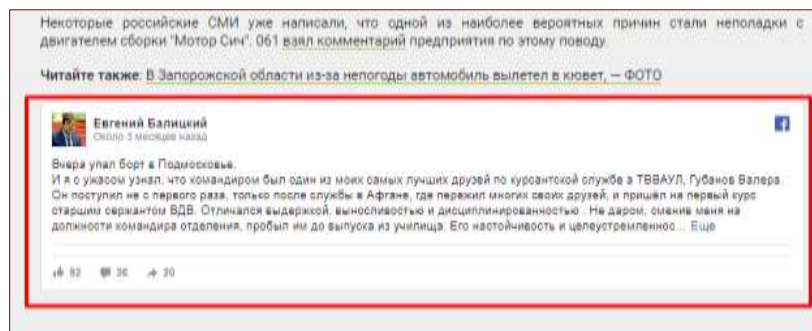 Некоторые российские СМИ уже написали, что одной из наиболее вероятных причин стали неполадки с
двигателем сборки "Мотор Сич". 061 взял комментарий предприятия по этому поводу.
Читайте также: В Запорожской области из-за непогоды автомобиль вылетел в кювет, — ФОТО
Евгений Балицкий
Около 3 месяцев назад
Вчера упал борт в Подмосковье.
И я с ужасом узнал, что командиром был один из моих самых лучших друзей по курсантской службе в ТВВАУЛ, Губанов Валера.
Он поступил не с первого раза, только после службы в Афгане, где пережил многих своих друзей, и пришёл на первый курс
старшим сержантом ВДВ. Отличался выдержкой, выносливостью и дисциплинированностью . Не даром, сменив меня на
должности командира отделения, пробыл им до выпуска из училища. Его настойчивость и целеустремленнос... Еще
92 36 20